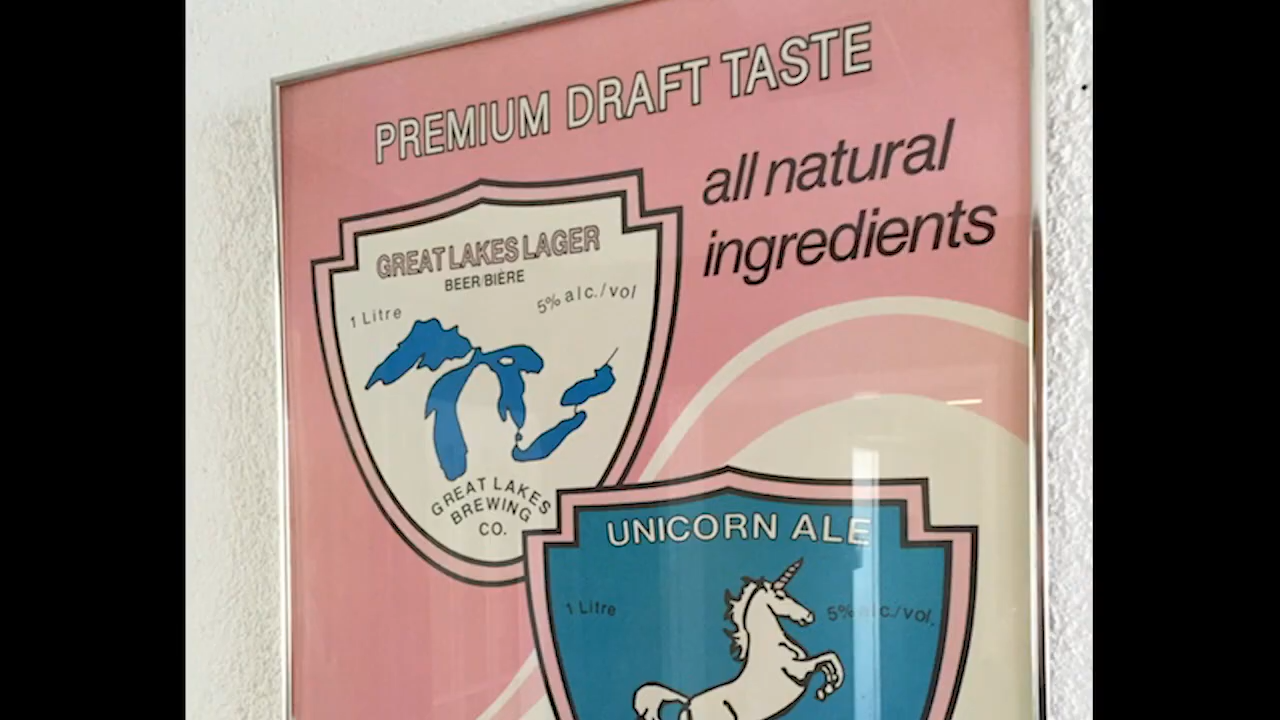 PREMIUM DRAFT TASTE
all natural
ingredients
GREAT LAKES LAGER
BEER/BIÈRE
1 Litre
5% alc./vol
GREAT LAKES
BREWING
CO.
UNICORN ALE
1 Litre
5% alc./vol.